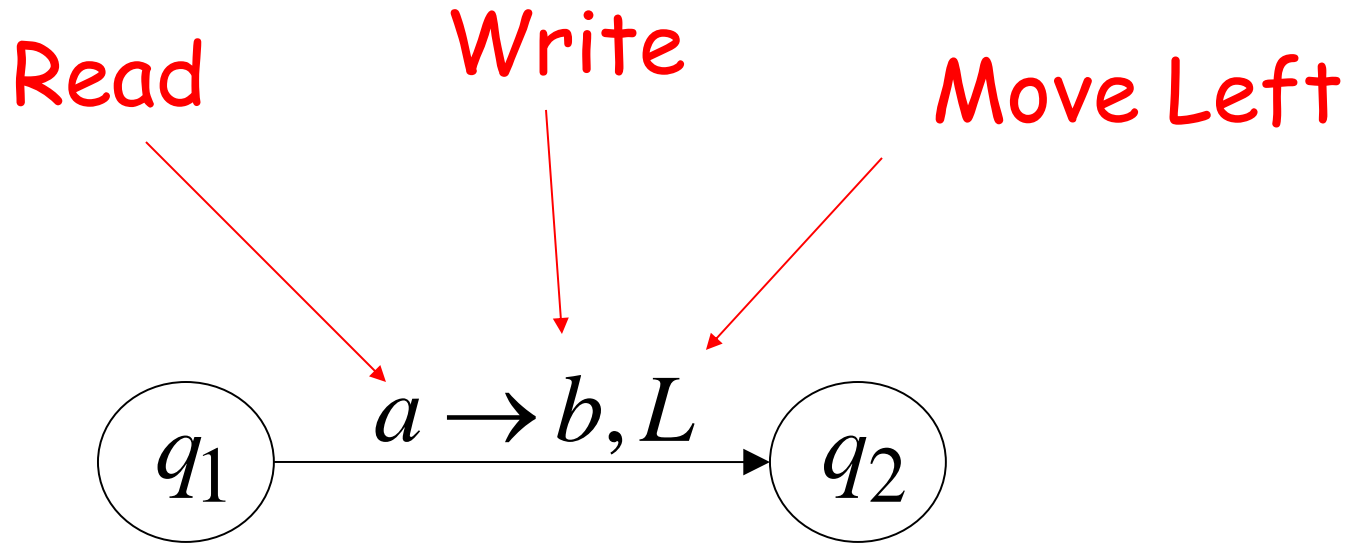 Read
Write
Move Left
a → b, L
q₁
q₂